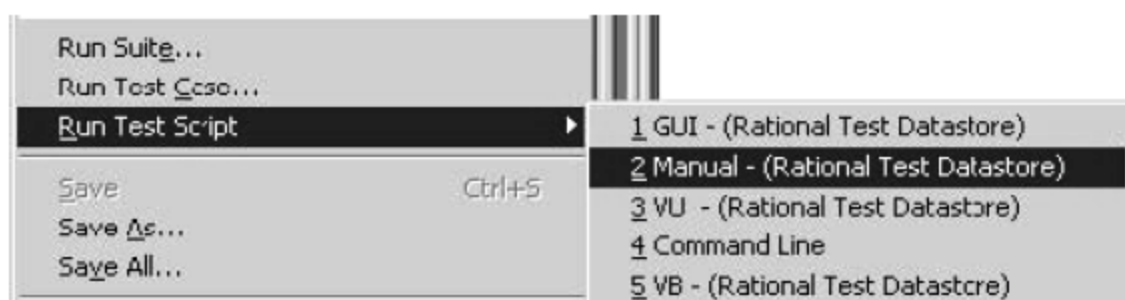 Run Suite...
Run Test Case...
Run Test Script
Save Ctrl+S
Save As...
Save All...
1 GUI - (Rational Test Datastore)
2 Manual - (Rational Test Datastore)
3 VU - (Rational Test Datastore)
4 Command Line
5 VB - (Rational Test Datastore)